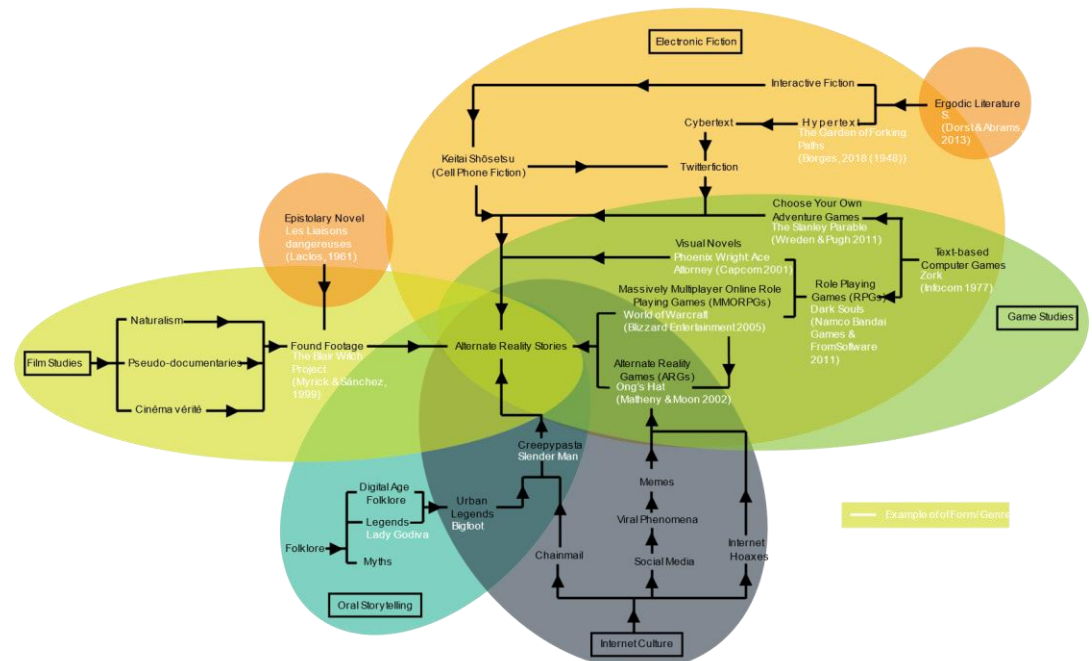 Electronic Fiction
Interactive Fiction
Ergodic Literature
S.
(Dorst & Abrams,
2013)
Cybertext
Hypertext
The Garden of Forking
Paths
(Borges, 2018 (1948))
Keitai Shōsetsu
(Cell Phone Fiction)
Twitterfiction
Epistolary Novel
Les Liaisons
dangereuses
(Laclos, 1961)
Choose Your Own
Adventure Games
The Stanley Parable
(Wreden & Pugh 2011)
Visual Novels
Phoenix Wright Ace
Attorney (Capcom 2001)
Text-based
Computer Games
Zork
(Infocom 1977)
Massively Multiplayer Online Role
Playing Games (MMORPGs)
World of Warcraft
(Blizzard Entertainment 2005)
Role Playing
Games (RPGs)
Dark Souls
(Namco Bandai
Games &
FromSoftware
2011)
Game Studies
Naturalism
Film Studies
Pseudo-documentaries
Cinéma vérité
Found Footage
The Blair Witch
Project
(Myrick & Sánchez,
1999)
Alternate Reality Stories
Alternate Reality
Games (ARGs)
Ong's Hat
(Matheny & Moon 2002)
Creepypasta
Slender Man
Digital Age
Folklore
Legends
Lady Godiva
Folklore
Myths
Urban
Legends
Bigfoot
Memes
Viral Phenomena
Chainmail
Social Media
Internet
Hoaxes
Example of of Form/Genre
Oral Storytelling
Internet Culture